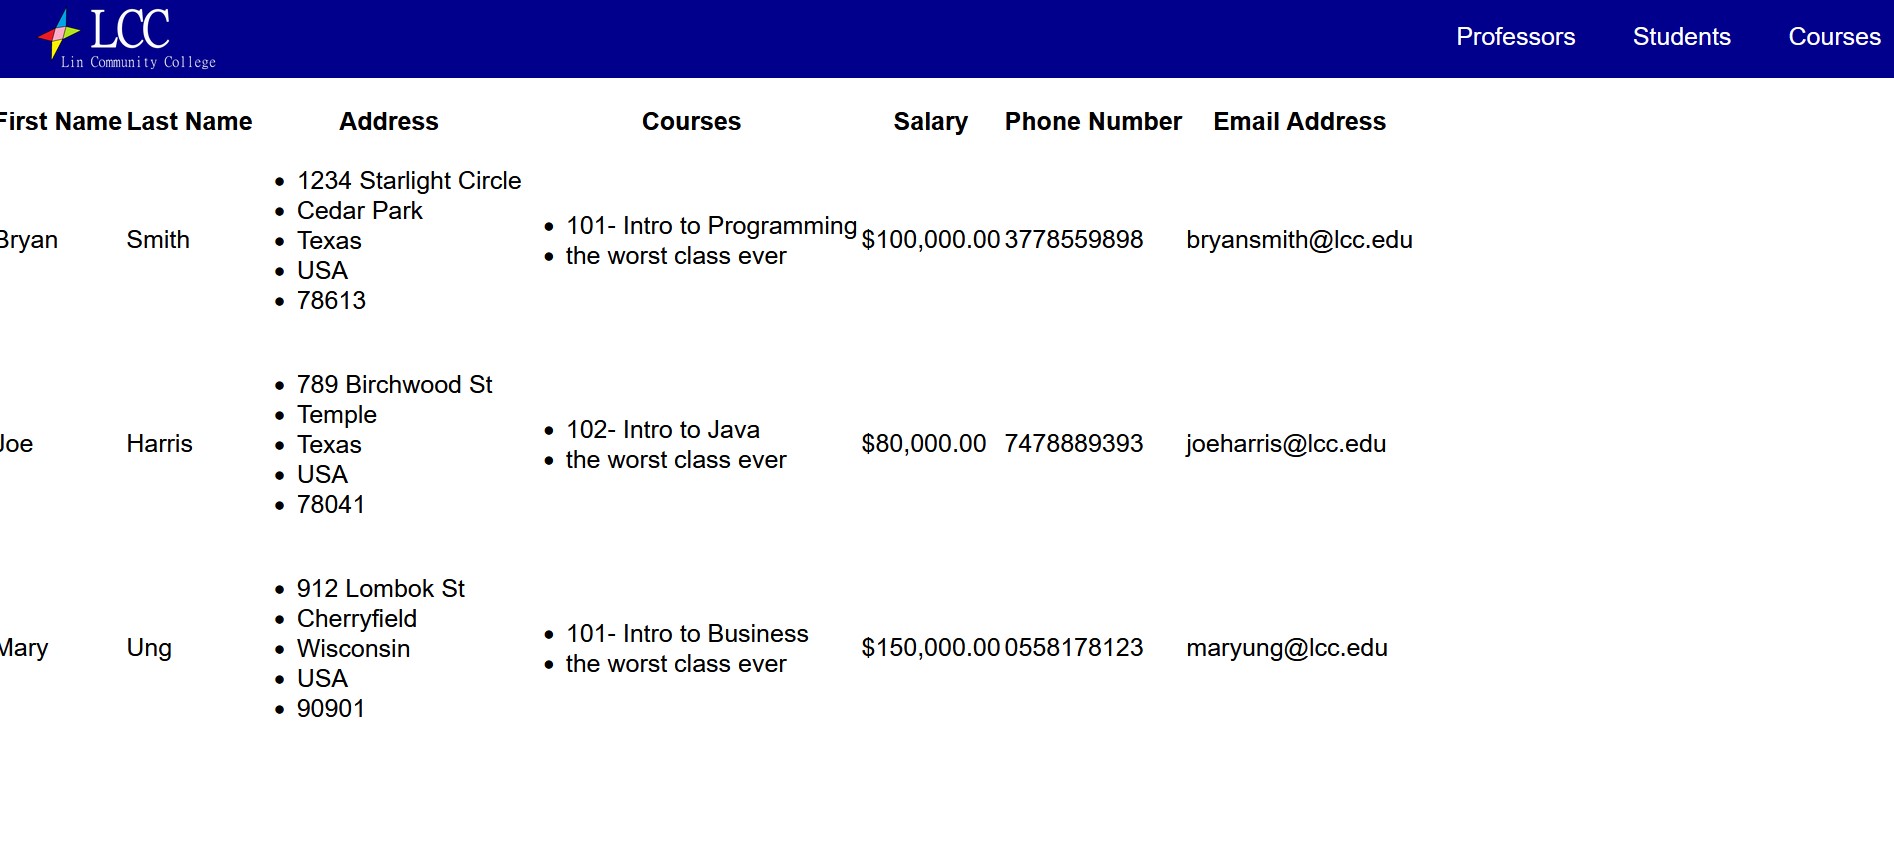 LCC
Lin Community College
Professors Students Courses
First Name Last Name Address Courses Salary Phone Number Email Address
Bryan Smith
1234 Starlight Circle
Cedar Park
Texas
USA
78613
101- Intro to Programming
the worst class ever
$100,000.00 3778559898 bryansmith@lcc.edu
Joe Harris
789 Birchwood St
Temple
Texas
USA
78041
102- Intro to Java
the worst class ever
$80,000.00 7478889393 joeharris@lcc.edu
Mary Ung
912 Lombok St
Cherryfield
Wisconsin
USA
90901
101- Intro to Business
the worst class ever
$150,000.00 0558178123 maryung@lcc.edu